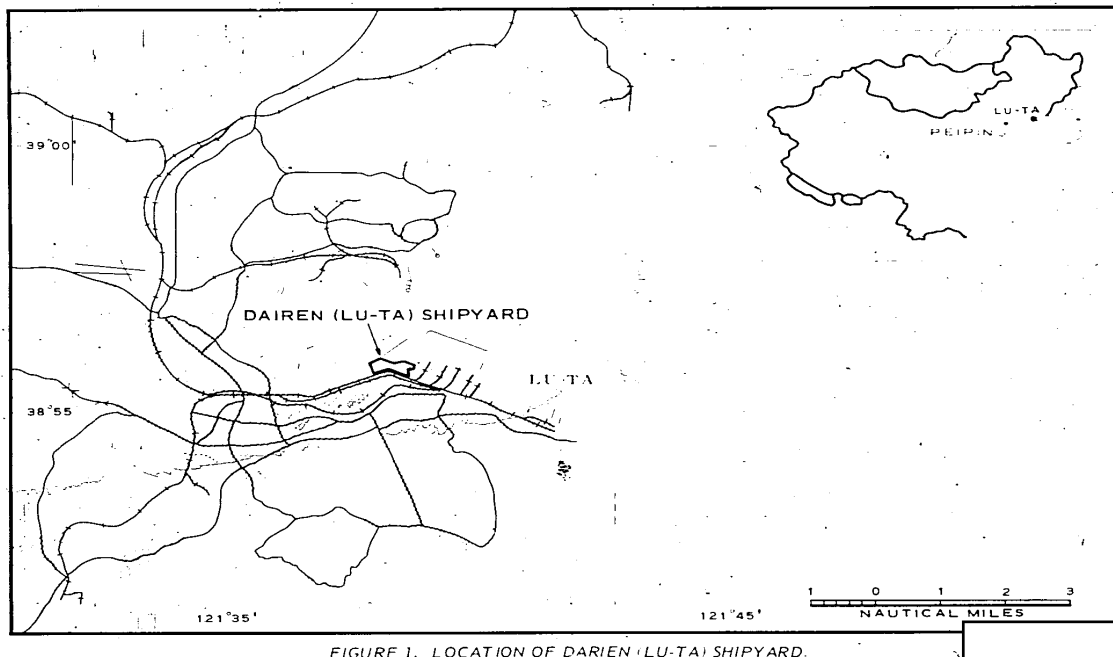 LU-TA
PEIPIN
39°00'
DAIREN (LU-TA) SHIPYARD
LU-TA
38°55
121°35'
121°45'
1 0 1 2 3
NAUTICAL MILES
FIGURE 1. LOCATION OF DARIEN (LU-TA) SHIPYARD.